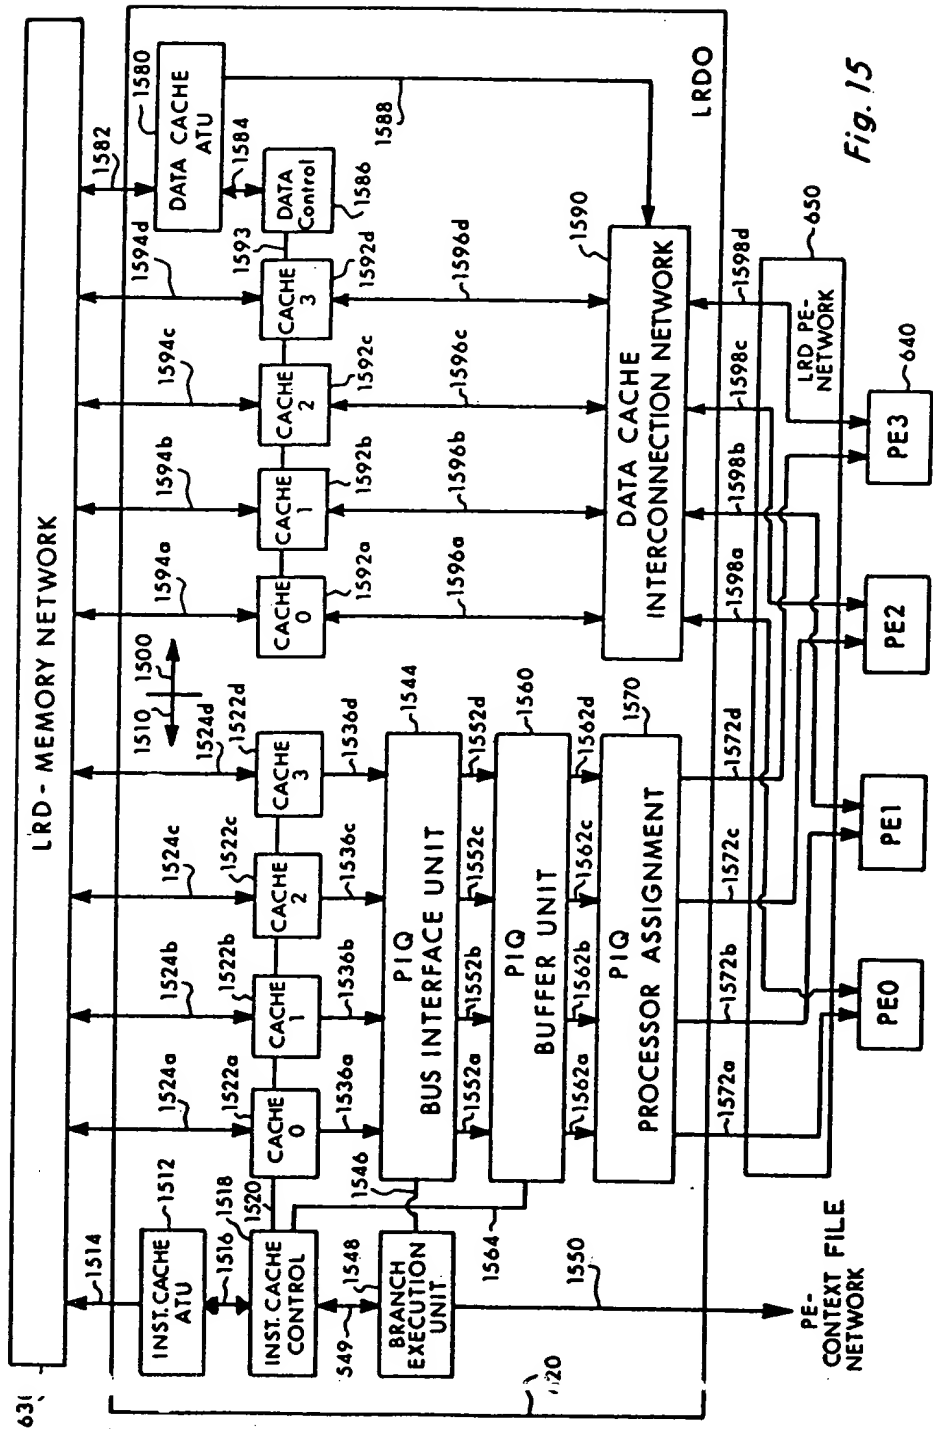 LRD - MEMORY NETWORK
1514
1524a
1524b
1524c
1524d
1510
1500
1594a
1594b
1594c
1594d
1582
INST. CACHE
ATU
1512
1516
1518
INST. CACHE
CONTROL
1520
CACHE
0
1522a
CACHE
1
1522b
CACHE
2
1522c
CACHE
3
1522d
CACHE
0
1592a
CACHE
1
1592b
CACHE
2
1592c
CACHE
3
1592d
1593
DATA
Control
1586
1584
DATA CACHE
ATU
1580
1588
549
1548
BRANCH
EXECUTION
UNIT
1546
1536a
1536b
1536c
1536d
PIQ
BUS INTERFACE UNIT
1544
1552a
1552b
1552c
1552d
PIQ
BUFFER UNIT
1560
1564
1562a
1562b
1562c
1562d
PIQ
PROCESSOR ASSIGNMENT
1570
1596a
1596b
1596c
1596d
DATA CACHE
INTERCONNECTION NETWORK
1590
LRDO
1550
1572a
1572b
1572c
1572d
1598a
1598b
1598c
1598d
LRD PE-
NETWORK
650
PE-
CONTEXT FILE
NETWORK
PE0
PE1
PE2
PE3
640
Fig. 15